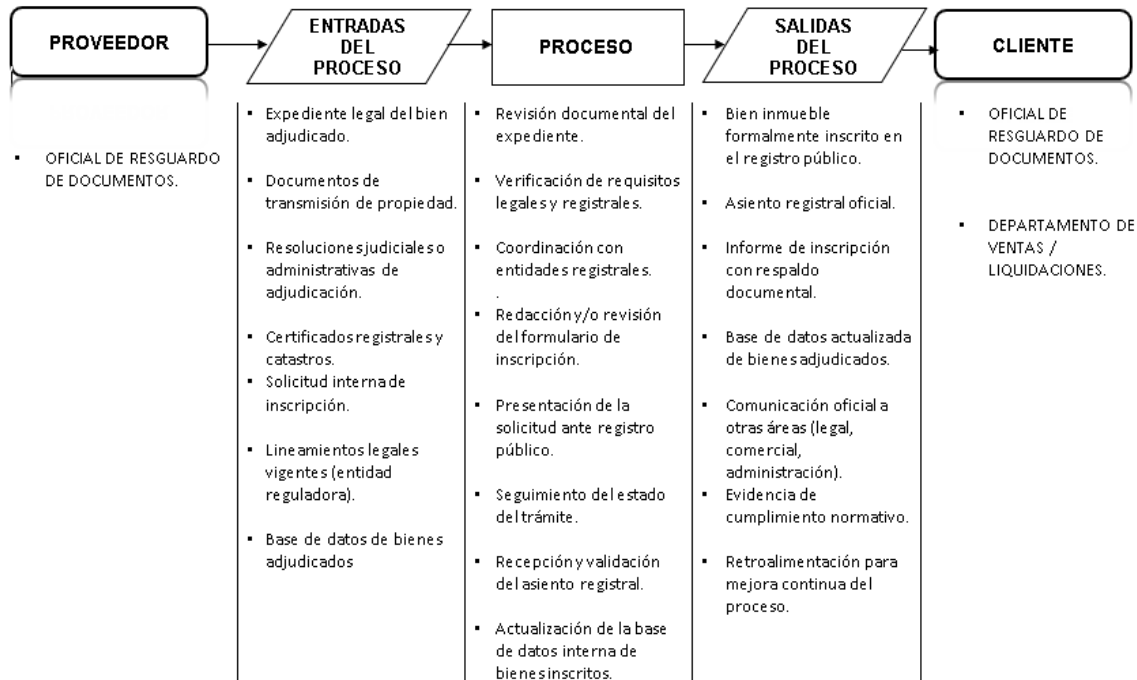 PROVEEDOR
ENTRADAS
DEL
PROCESO
PROCESO
SALIDAS
DEL
PROCESO
CLIENTE
▪ OFICIAL DE RESGUARDO
DE DOCUMENTOS.
▪ Expediente legal del bien
adjudicado.
▪ Documentos de
transmisión de propiedad.
▪ Resoluciones judiciales o
administrativas de
adjudicación.
▪ Certificados registrales y
catastros.
▪ Solicitud interna de
inscripción.
▪ Lineamientos legales
vigentes (entidad
reguladora).
▪ Base de datos de bienes
adjudicados
▪ Revisión documental del
expediente.
▪ Verificación de requisitos
legales y registrales.
▪ Coordinación con
entidades registrales.
.
▪ Redacción y/o revisión
del formulario de
inscripción.
▪ Presentación de la
solicitud ante registro
público.
▪ Seguimiento del estado
del trámite.
▪ Recepción y validación
del asiento registral.
▪ Actualización de la base
de datos interna de
bienes inscritos.
▪ Bien inmueble
formalmente inscrito en
el registro público.
▪ Asiento registral oficial.
▪ Informe de inscripción
con respaldo
documental.
▪ Base de datos actualizada
de bienes adjudicados.
▪ Comunicación oficial a
otras áreas (legal,
comercial,
administración).
▪ Evidencia de
cumplimiento normativo.
▪ Retroalimentación para
mejora continua del
proceso.
▪ OFICIAL DE
RESGUARDO DE
DOCUMENTOS.
▪ DEPARTAMENTO DE
VENTAS /
LIQUIDACIONES.